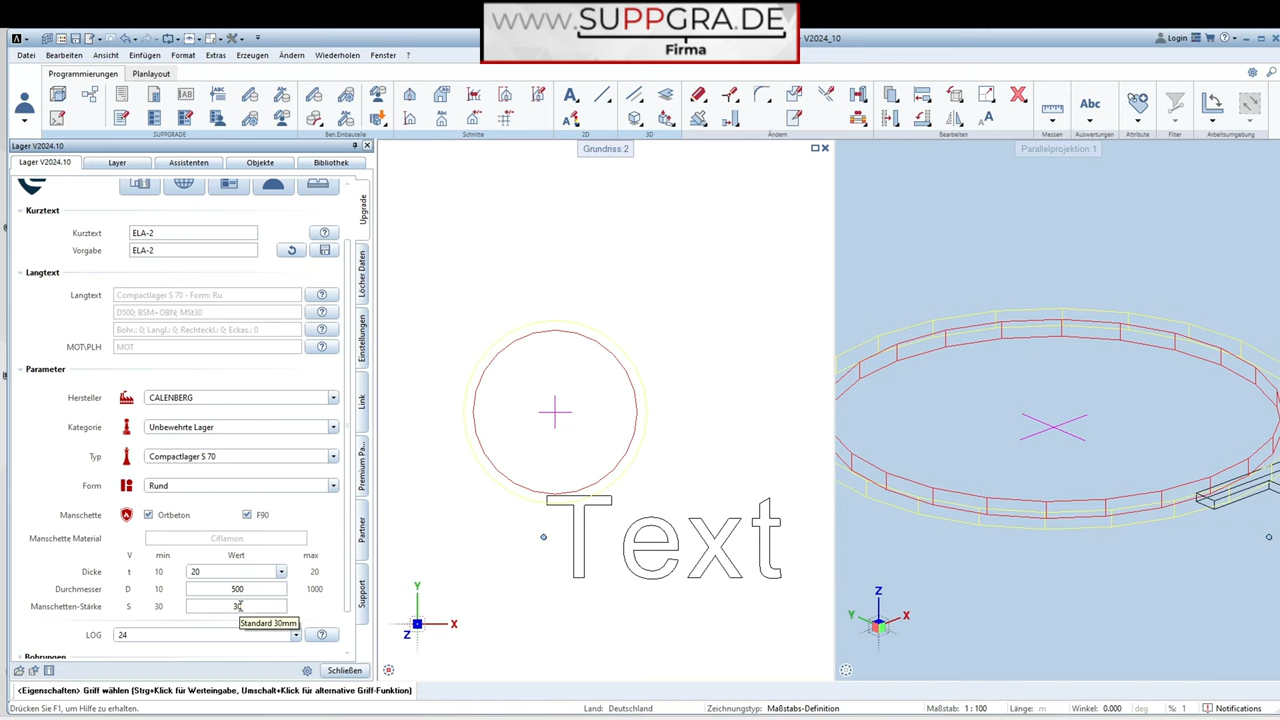 www.SUPPGRA.DE
Firma
V2024_10
Login
Datei Bearbeiten Ansicht Einfügen Format Extras Erzeugen Ändern Wiederholen Fenster ?
Programmierungen Planlayout
Abc
SUPPGRADE Ben.Einbauteile Schritte 2D 3D Ändern Bearbeiten Messen Auswertungen Attribute Filter Arbeitsumgebung
Lager V2024.10
Lager V2024.10 Layer Assistenten Objekte Bibliothek
Grundriss:2
Parallelprojektion:1
Kurztext
Kurztext ELA-2
Vorgabe ELA-2
Langtext
Langtext Compactlager S 70 - Form: Ru
D500; BSM+OBN; MSt30
Bohr.: 0; Langl.: 0; Rechteckl.: 0; Eckas.: 0
MOT\PLH MOT
Parameter
Hersteller CALENBERG
Kategorie Unbewehrte Lager
Typ Compactlager S 70
Form Rund
Manschette Ortbeton F90
Manschette Material Ciflamon
V min Wert max
Dicke t 10 20 20
Durchmesser D 10 500 1000
Manschetten-Stärke S 30 30
Standard 30mm
LOG 24
Bohrungen
Schließen
Upgrade
Löcher Daten
Einstellungen
Link
Premium Pa...
Partner
Support
Text
Y
X
Z
Z
Y
X
<Eigenschaften> Griff wählen (Strg+Klick für Werteingabe, Umschalt+Klick für alternative Griff-Funktion)
Drücken Sie F1, um Hilfe zu erhalten. Land: Deutschland Zeichnungstyp: Maßstabs-Definition Maßstab: 1 : 100 Länge: m Winkel: 0.000 deg %: 1 Notifications